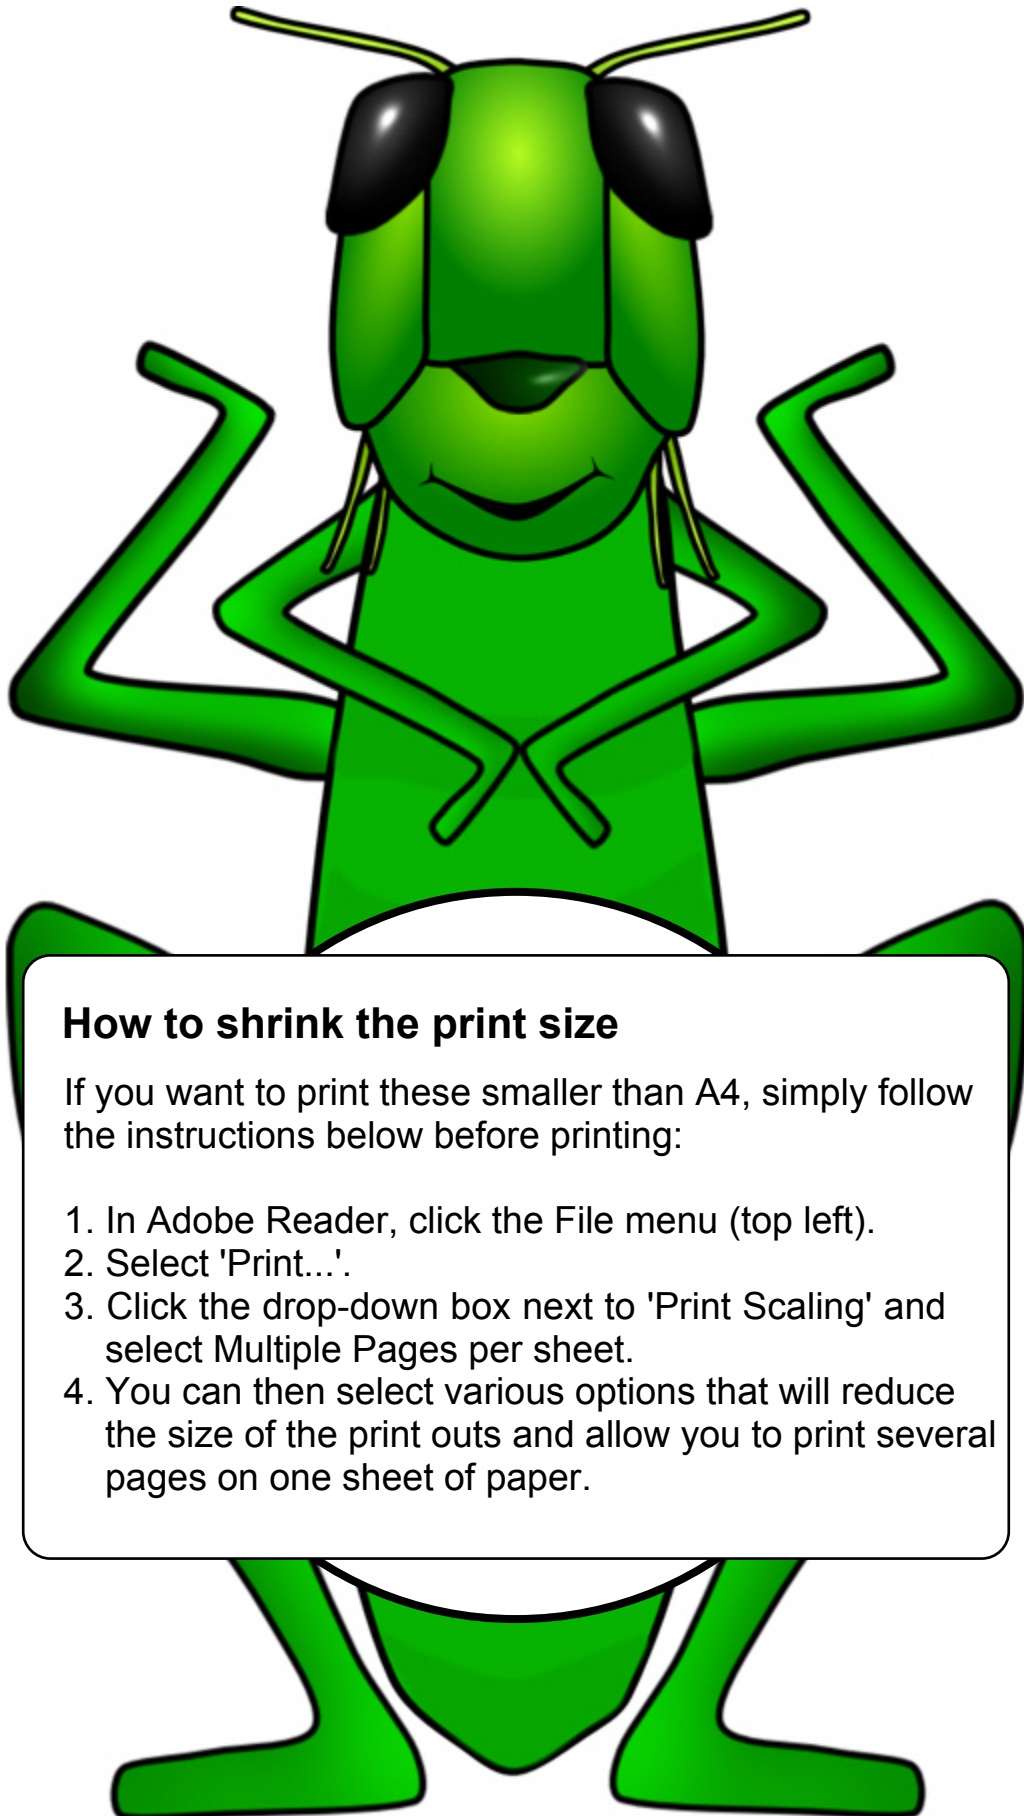 How to shrink the print size
If you want to print these smaller than A4, simply follow
the instructions below before printing:
1. In Adobe Reader, click the File menu (top left).
2. Select 'Print...'.
3. Click the drop-down box next to 'Print Scaling' and
select Multiple Pages per sheet.
4. You can then select various options that will reduce
the size of the print outs and allow you to print several
pages on one sheet of paper.